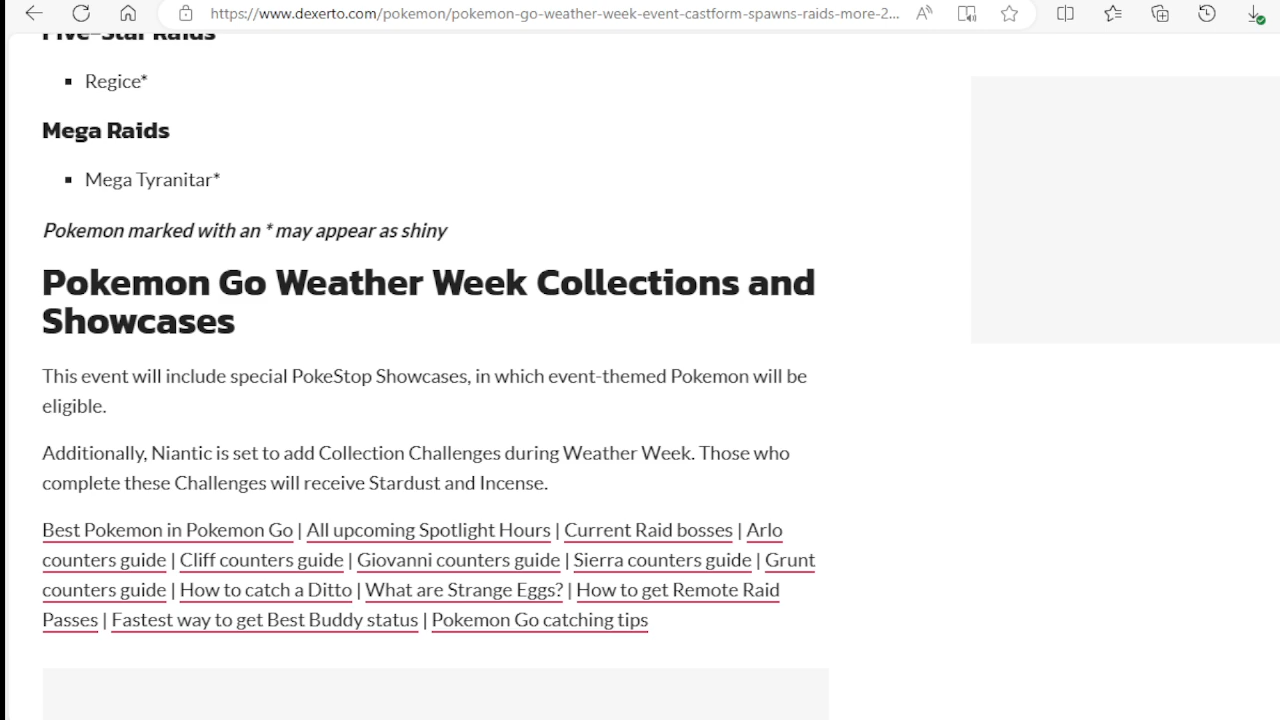 https://www.dexerto.com/pokemon/pokemon-go-weather-week-event-castform-spawns-raids-more-2...
Five-Star Raids
▪ Regice*
Mega Raids
▪ Mega Tyranitar*
Pokemon marked with an * may appear as shiny
Pokemon Go Weather Week Collections and
Showcases
This event will include special PokeStop Showcases, in which event-themed Pokemon will be
eligible.
Additionally, Niantic is set to add Collection Challenges during Weather Week. Those who
complete these Challenges will receive Stardust and Incense.
Best Pokemon in Pokemon Go | All upcoming Spotlight Hours | Current Raid bosses | Arlo
counters guide | Cliff counters guide | Giovanni counters guide | Sierra counters guide | Grunt
counters guide | How to catch a Ditto | What are Strange Eggs? | How to get Remote Raid
Passes | Fastest way to get Best Buddy status | Pokemon Go catching tips